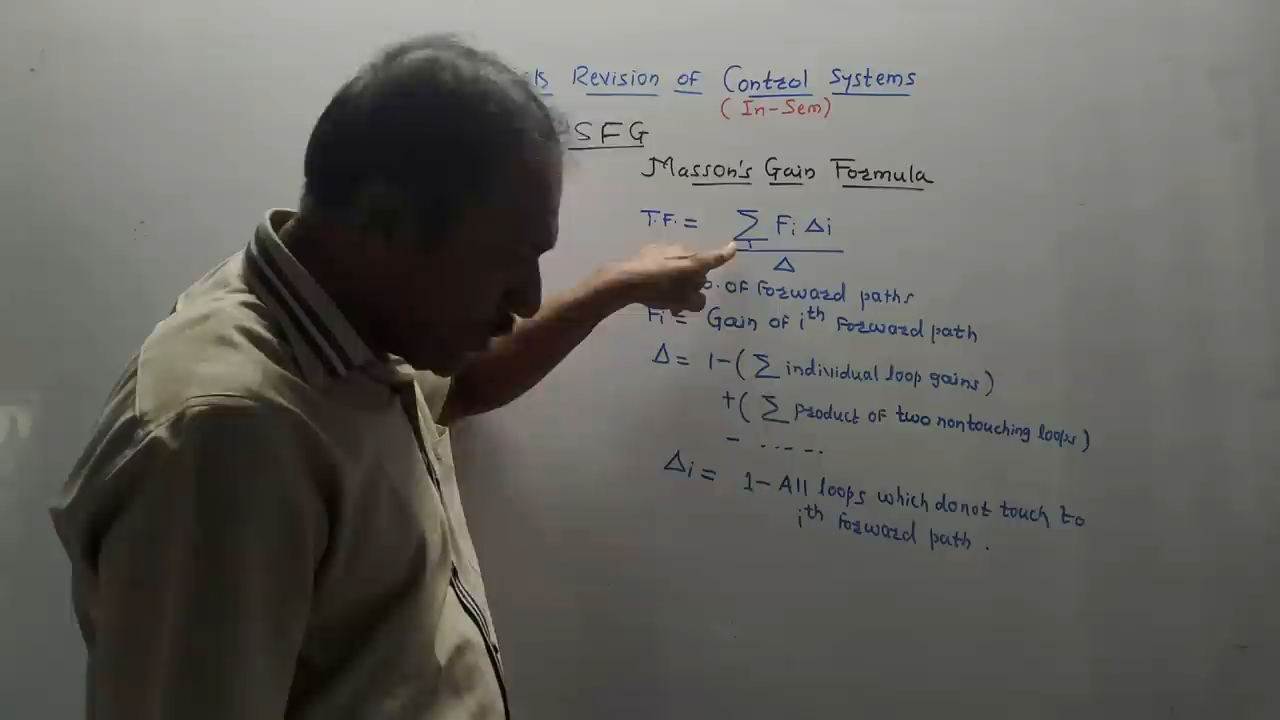 Revision of Control Systems
(In-Sem)
SFG
Masson's Gain Formula
T.F. = ∑ Fi Δi
Δ
of Forward paths
Fi = Gain of ith Forward path
Δ = 1-( ∑ individual loop gains)
+( ∑ product of two nontouching loops)
- .....
Δi = 1- All loops which donot touch to
ith Forward path.